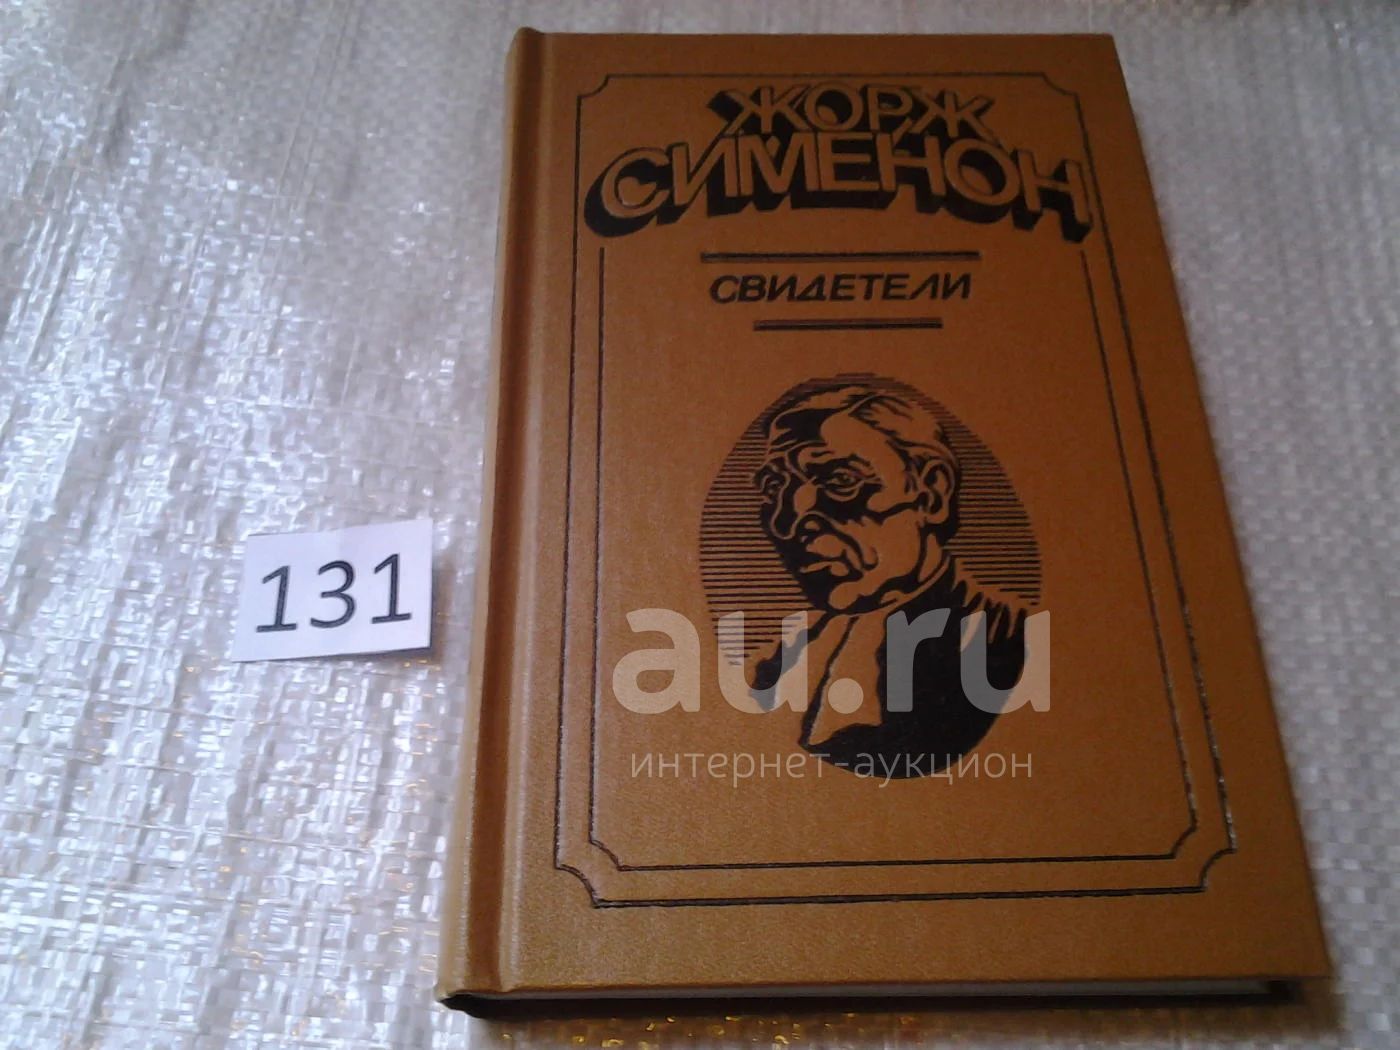 ЖОРЖ
СИМЕНОН
СВИДЕТЕЛИ
131
au.ru
интернет-аукцион